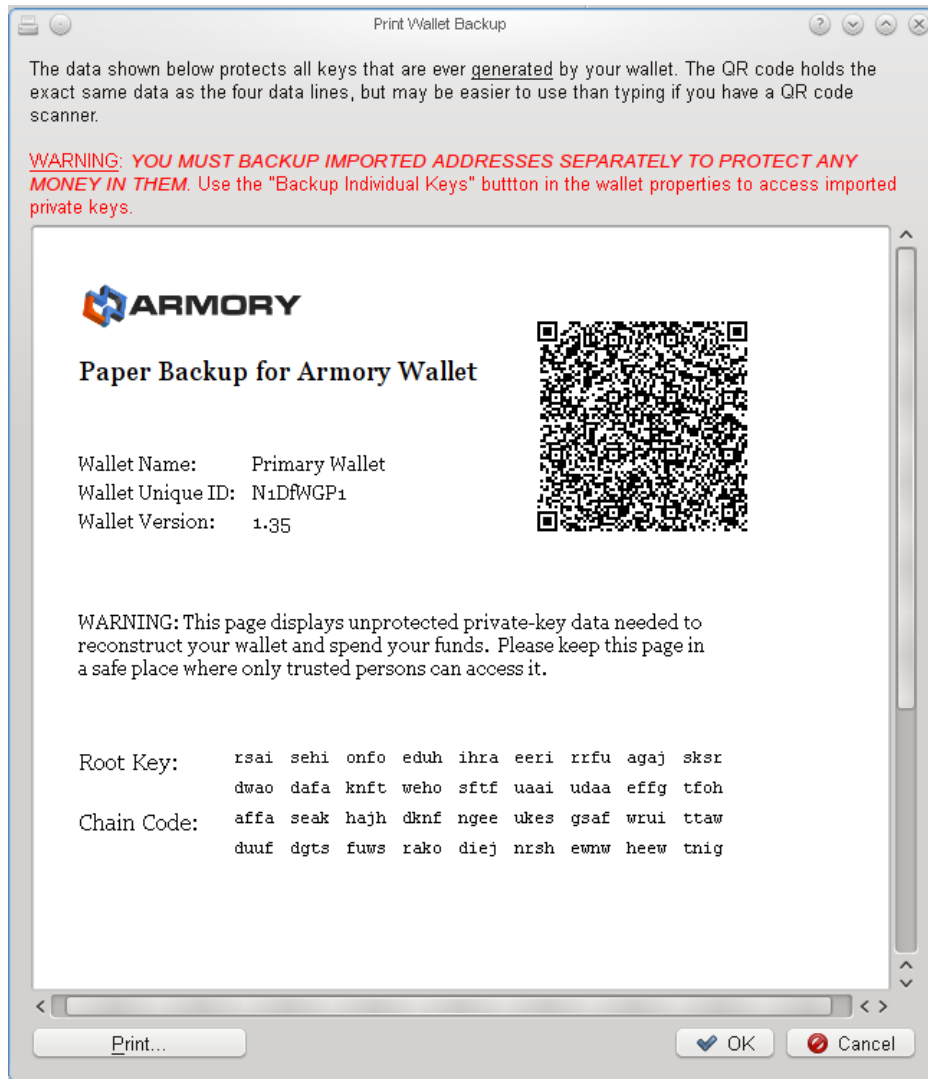 Print Wallet Backup
The data shown below protects all keys that are ever generated by your wallet. The QR code holds the
exact same data as the four data lines, but may be easier to use than typing if you have a QR code
scanner.
WARNING: YOU MUST BACKUP IMPORTED ADDRESSES SEPARATELY TO PROTECT ANY
MONEY IN THEM. Use the "Backup Individual Keys" buttton in the wallet properties to access imported
private keys.
ARMORY
Paper Backup for Armory Wallet
Wallet Name: Primary Wallet
Wallet Unique ID: N1DfWGP1
Wallet Version: 1.35
WARNING: This page displays unprotected private-key data needed to
reconstruct your wallet and spend your funds. Please keep this page in
a safe place where only trusted persons can access it.
Root Key: rsai sehi onfo eduh ihra eeri rrfu agaj sksr
dwao dafa knft weho sftf uaai udaa effg tfoh
Chain Code: affa seak hajh dknf ngee ukes gsaf wrui ttaw
duuf dgts fuws rako diej nrsh ewnw heew tnig
Print...
OK
Cancel